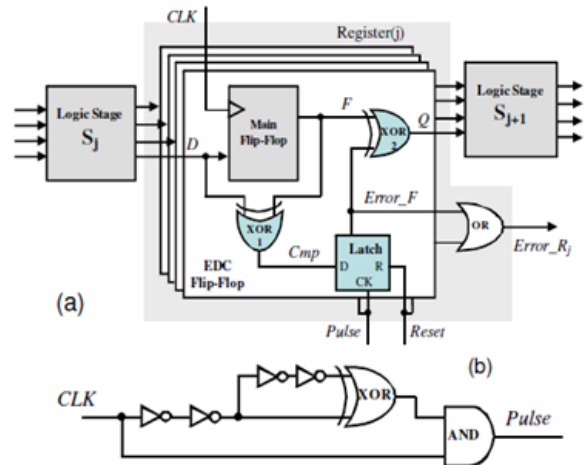 CLK
Register(j)
Logic Stage
Sj
D
Main
Flip-Flop
F
XOR
2
Q
Logic Stage
Sj+1
XOR
1
Error_F
OR
Error_Rj
Cmp
Latch
D R
CK
EDC
Flip-Flop
(a)
Pulse
Reset
(b)
CLK
XOR
AND
Pulse